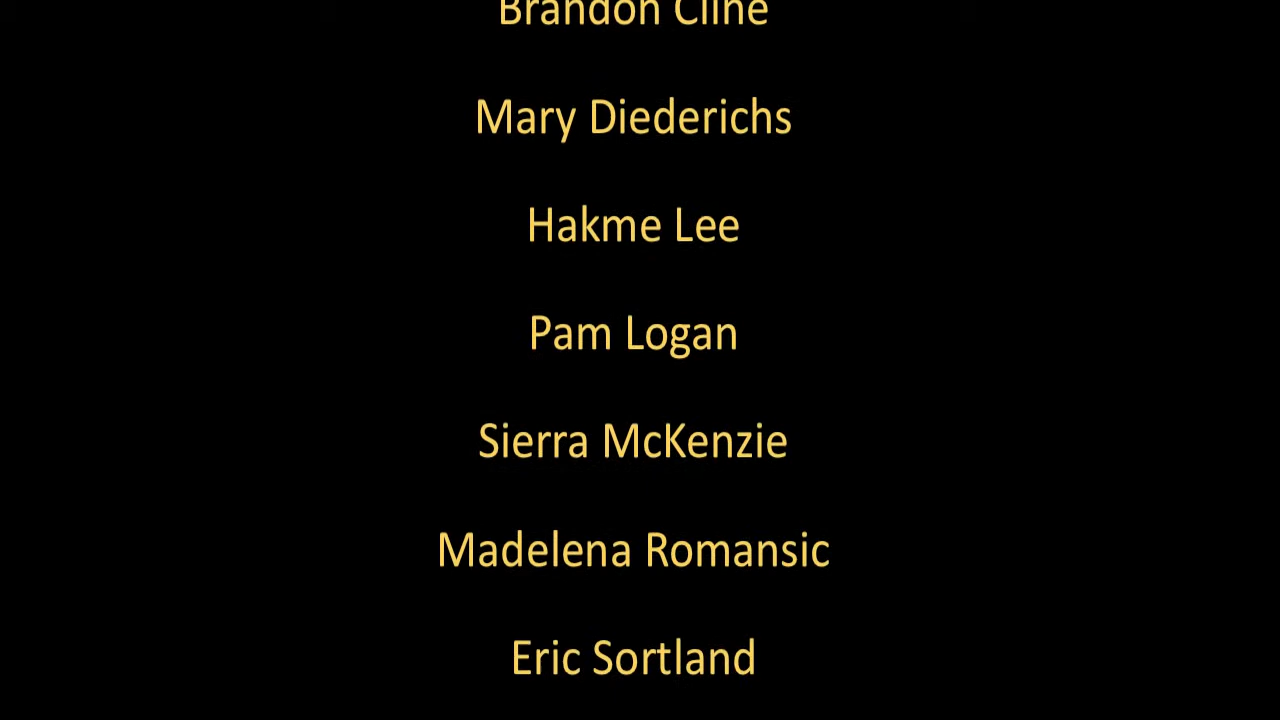 Brandon Cline
Mary Diederichs
Hakme Lee
Pam Logan
Sierra McKenzie
Madelena Romansic
Eric Sortland